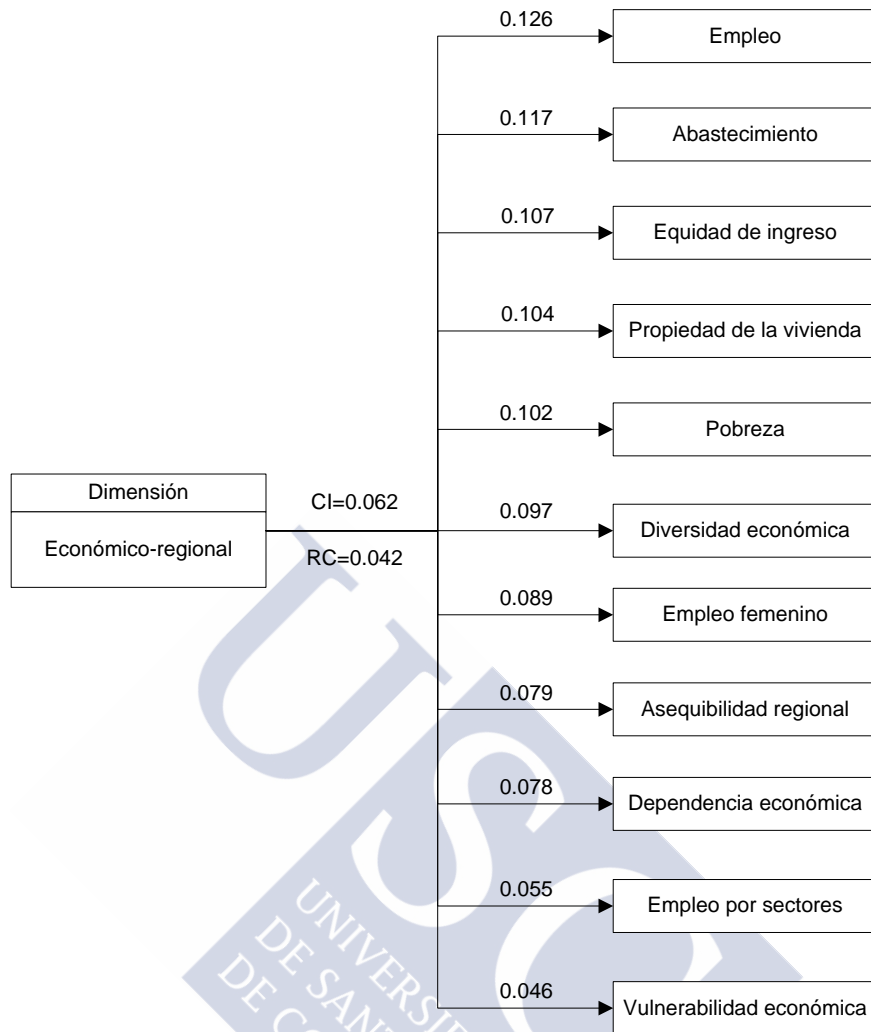 0.126
Empleo
0.117
Abastecimiento
0.107
Equidad de ingreso
0.104
Propiedad de la vivienda
0.102
Pobreza
Dimensión
Económico-regional
CI=0.062
RC=0.042
0.097
Diversidad económica
0.089
Empleo femenino
0.079
Asequibilidad regional
0.078
Dependencia económica
0.055
Empleo por sectores
0.046
Vulnerabilidad económica
USC